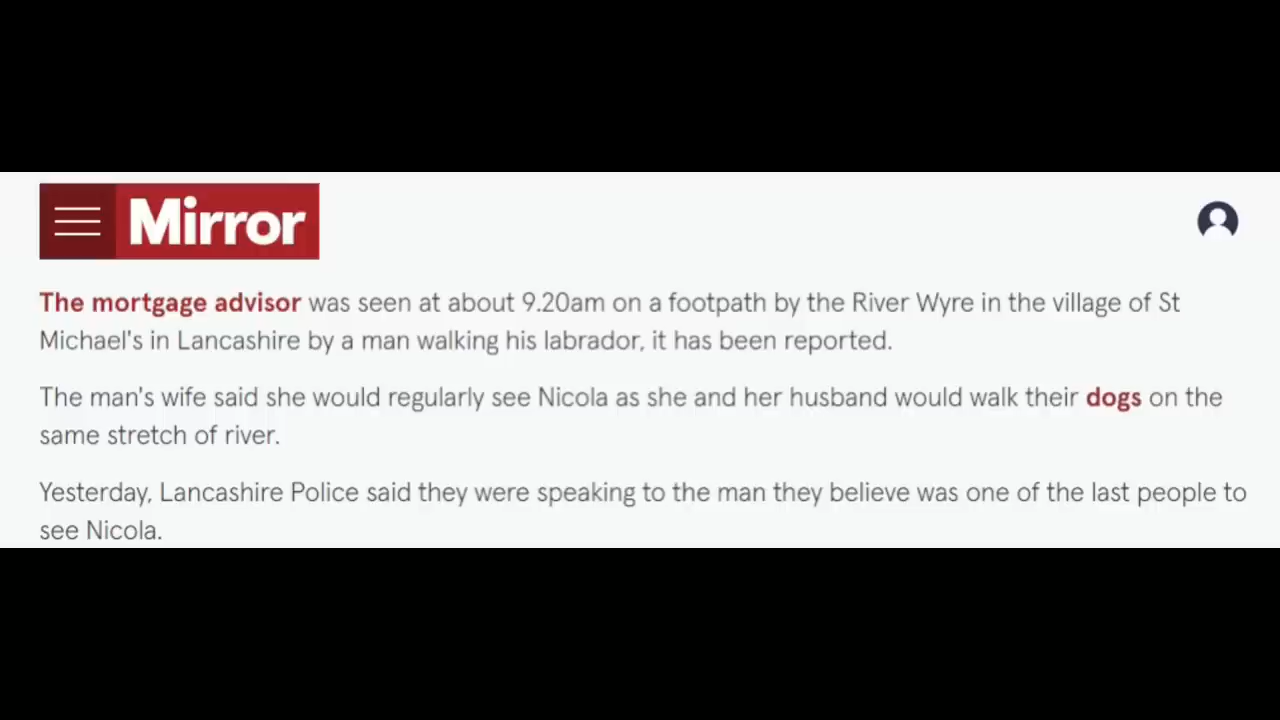 Mirror
The mortgage advisor was seen at about 9.20am on a footpath by the River Wyre in the village of St
Michael's in Lancashire by a man walking his labrador, it has been reported.
The man's wife said she would regularly see Nicola as she and her husband would walk their dogs on the
same stretch of river.
Yesterday, Lancashire Police said they were speaking to the man they believe was one of the last people to
see Nicola.